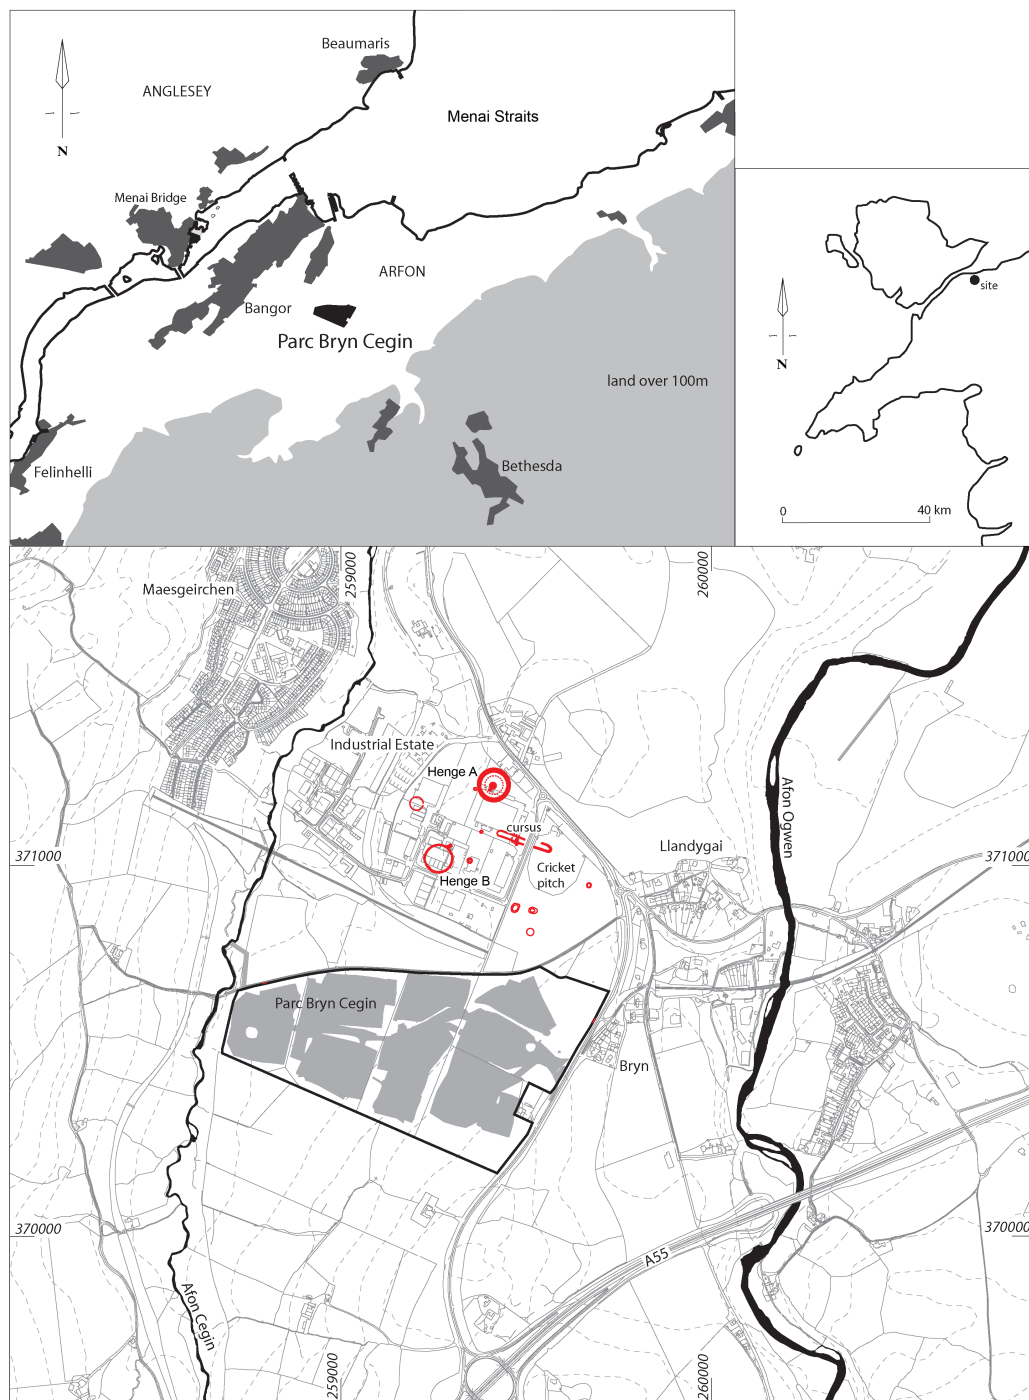 Beaumaris
ANGLESEY
Menai Straits
N
Menai Bridge
ARFON
Bangor
Parc Bryn Cegin
land over 100m
Felinhelli
Bethesda
site
N
0
40 km
Maesgeirchen
259000
260000
Industrial Estate
Henge A
cursus
Afon Ogwen
Llandygai
371000
371000
Cricket
pitch
Henge B
Parc Bryn Cegin
Bryn
370000
370000
A55
Afon Cegin
259000
260000